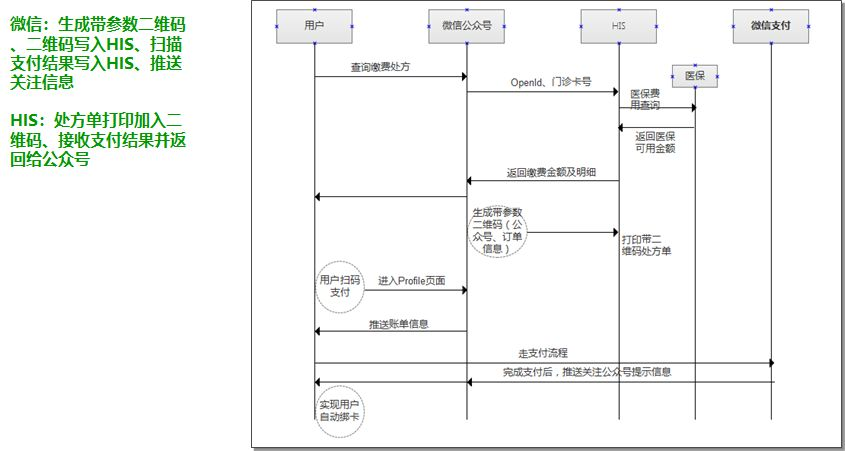 微信：生成带参数二维码
、二维码写入HIS、扫描
支付结果写入HIS、推送
关注信息
HIS：处方单打印加入二
维码、接收支付结果并返
回给公众号
用户
微信公众号
HIS
微信支付
医保
查询缴费处方
OpenId、门诊卡号
医保费
用查询
返回医保
可用金额
返回缴费金额及明细
生成带参数
二维码（公
众号、订单
信息）
打印带二
维码处方单
用户扫码
支付
进入Profile页面
推送账单信息
走支付流程
完成支付后，推送关注公众号提示信息
实现用户
自动绑卡